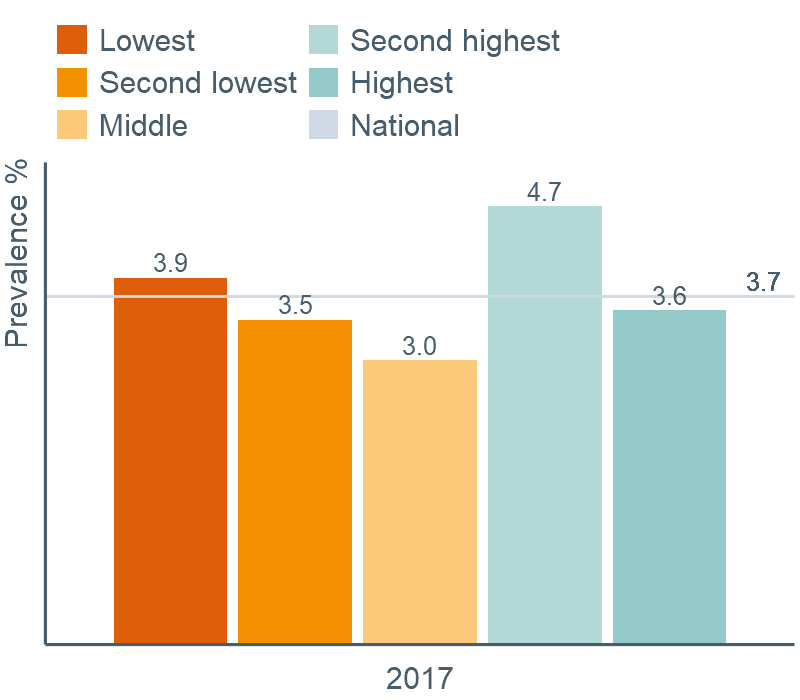 Lowest
Second lowest
Middle
Second highest
Highest
National
Prevalence %
3.9
3.5
3.0
4.7
3.6
3.7
2017